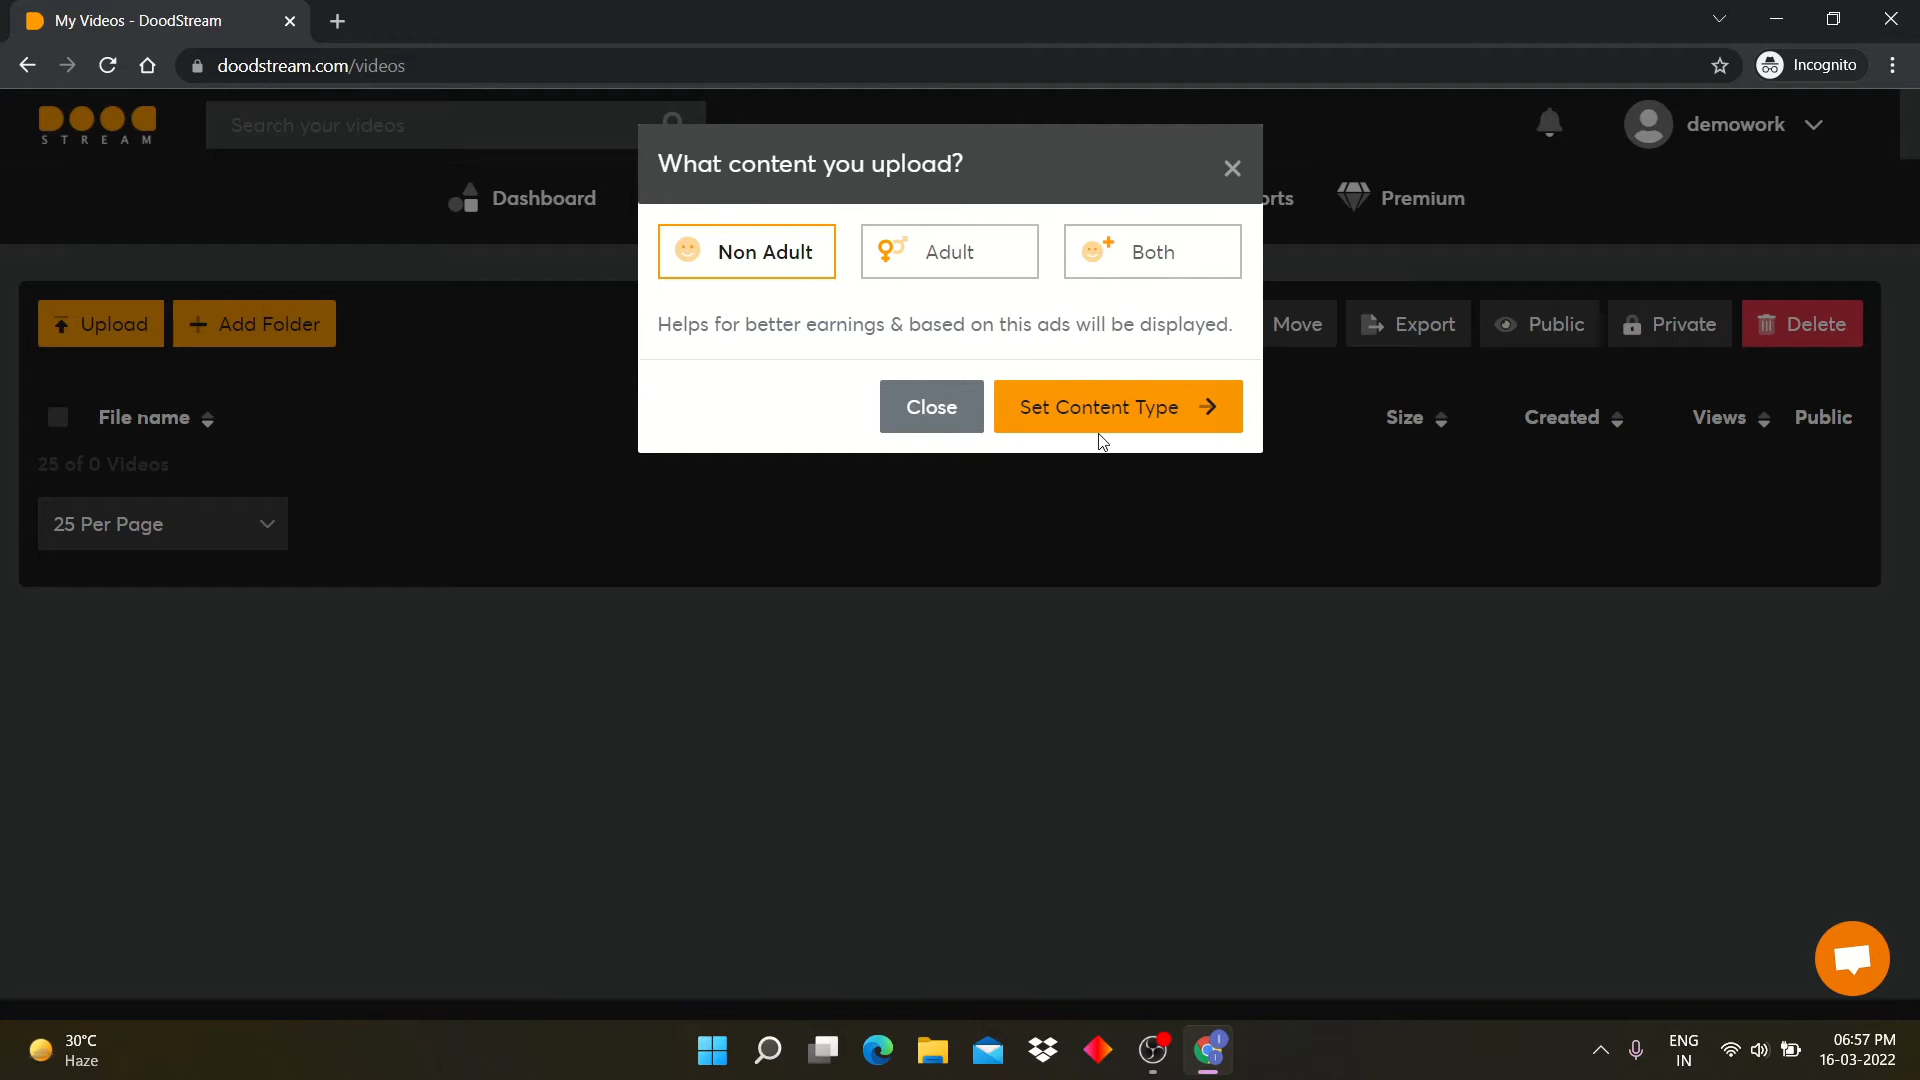 My Videos - DoodStream
doodstream.com/videos
Incognito
STREAM
Search your videos
demowork
What content you upload?
Dashboard
orts
Premium
Non Adult
Adult
Both
Helps for better earnings & based on this ads will be displayed.
Upload
Add Folder
Move
Export
Public
Private
Delete
Close
Set Content Type
File name
Size
Created
Views
Public
25 of 0 Videos
25 Per Page
30°C
Haze
ENG
IN
06:57 PM
16-03-2022